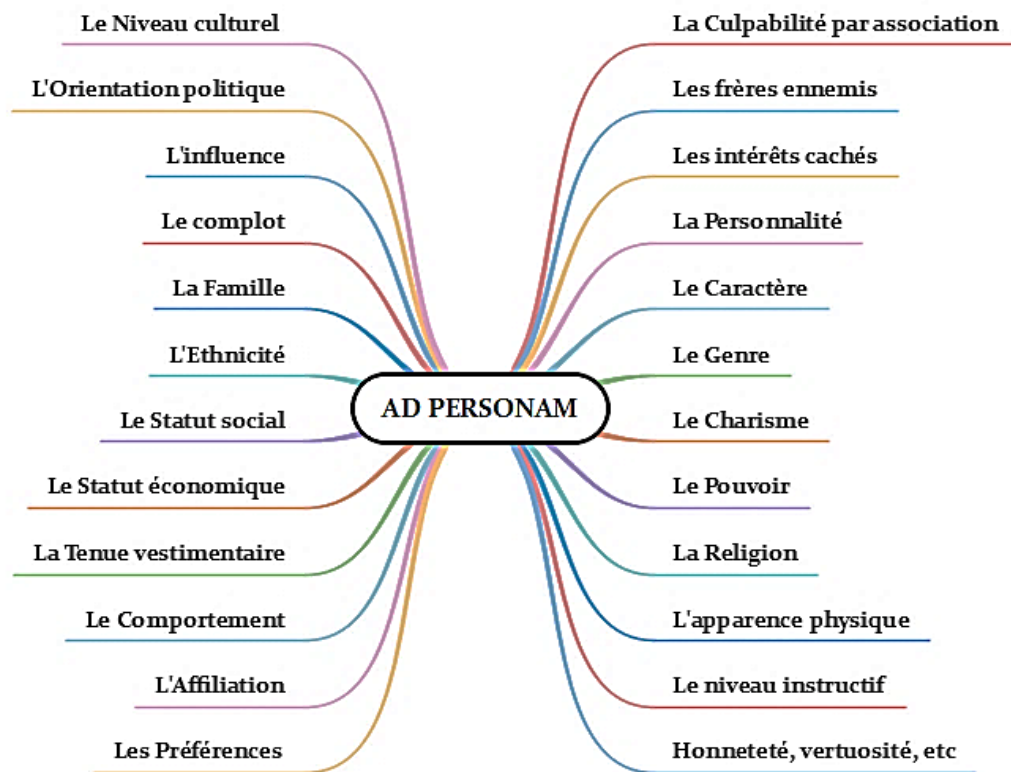 Le Niveau culturel
L'Orientation politique
L'influence
Le complot
La Famille
L'Ethnicité
Le Statut social
Le Statut économique
La Tenue vestimentaire
Le Comportement
L'Affiliation
Les Préférences
AD PERSONAM
La Culpabilité par association
Les frères ennemis
Les intérêts cachés
La Personnalité
Le Caractère
Le Genre
Le Charisme
Le Pouvoir
La Religion
L'apparence physique
Le niveau instructif
Honneteté, vertuosité, etc